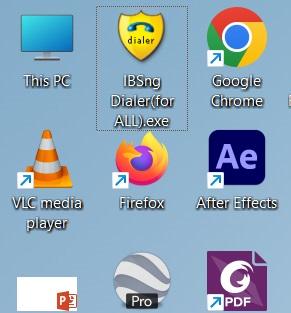 dialer
This PC
IBSng
Dialer(for
ALL).exe
Google
Chrome
VLC media
player
Firefox
Ae
After Effects
P
Pro
PDF